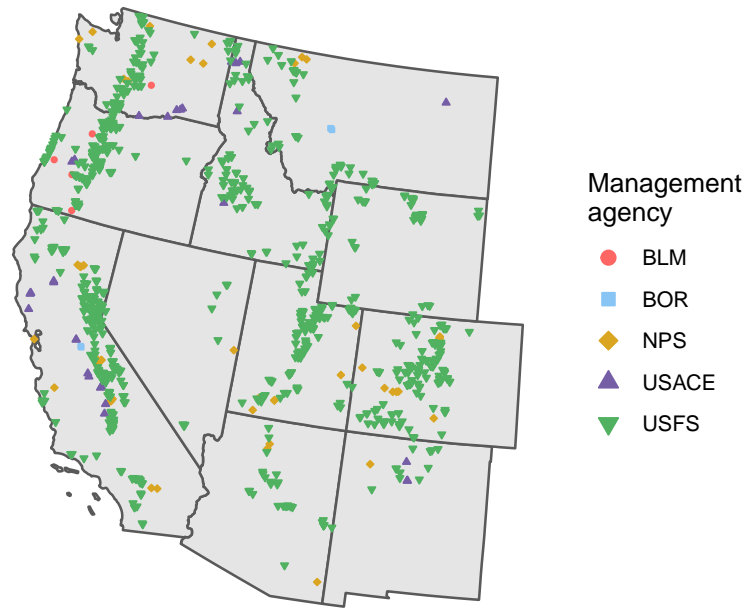 Management
agency
BLM
BOR
NPS
USACE
USFS